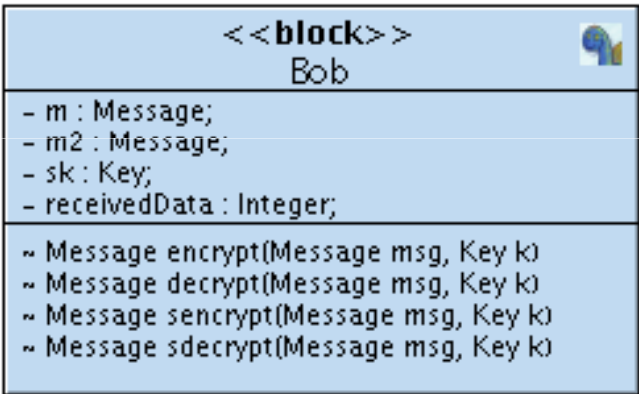 <<block>>
Bob
- m : Message;
- m2 : Message;
- sk : Key;
- receivedData : Integer;
~ Message encrypt(Message msg, Key k)
~ Message decrypt(Message msg, Key k)
~ Message sencrypt(Message msg, Key k)
~ Message sdecrypt(Message msg, Key k)